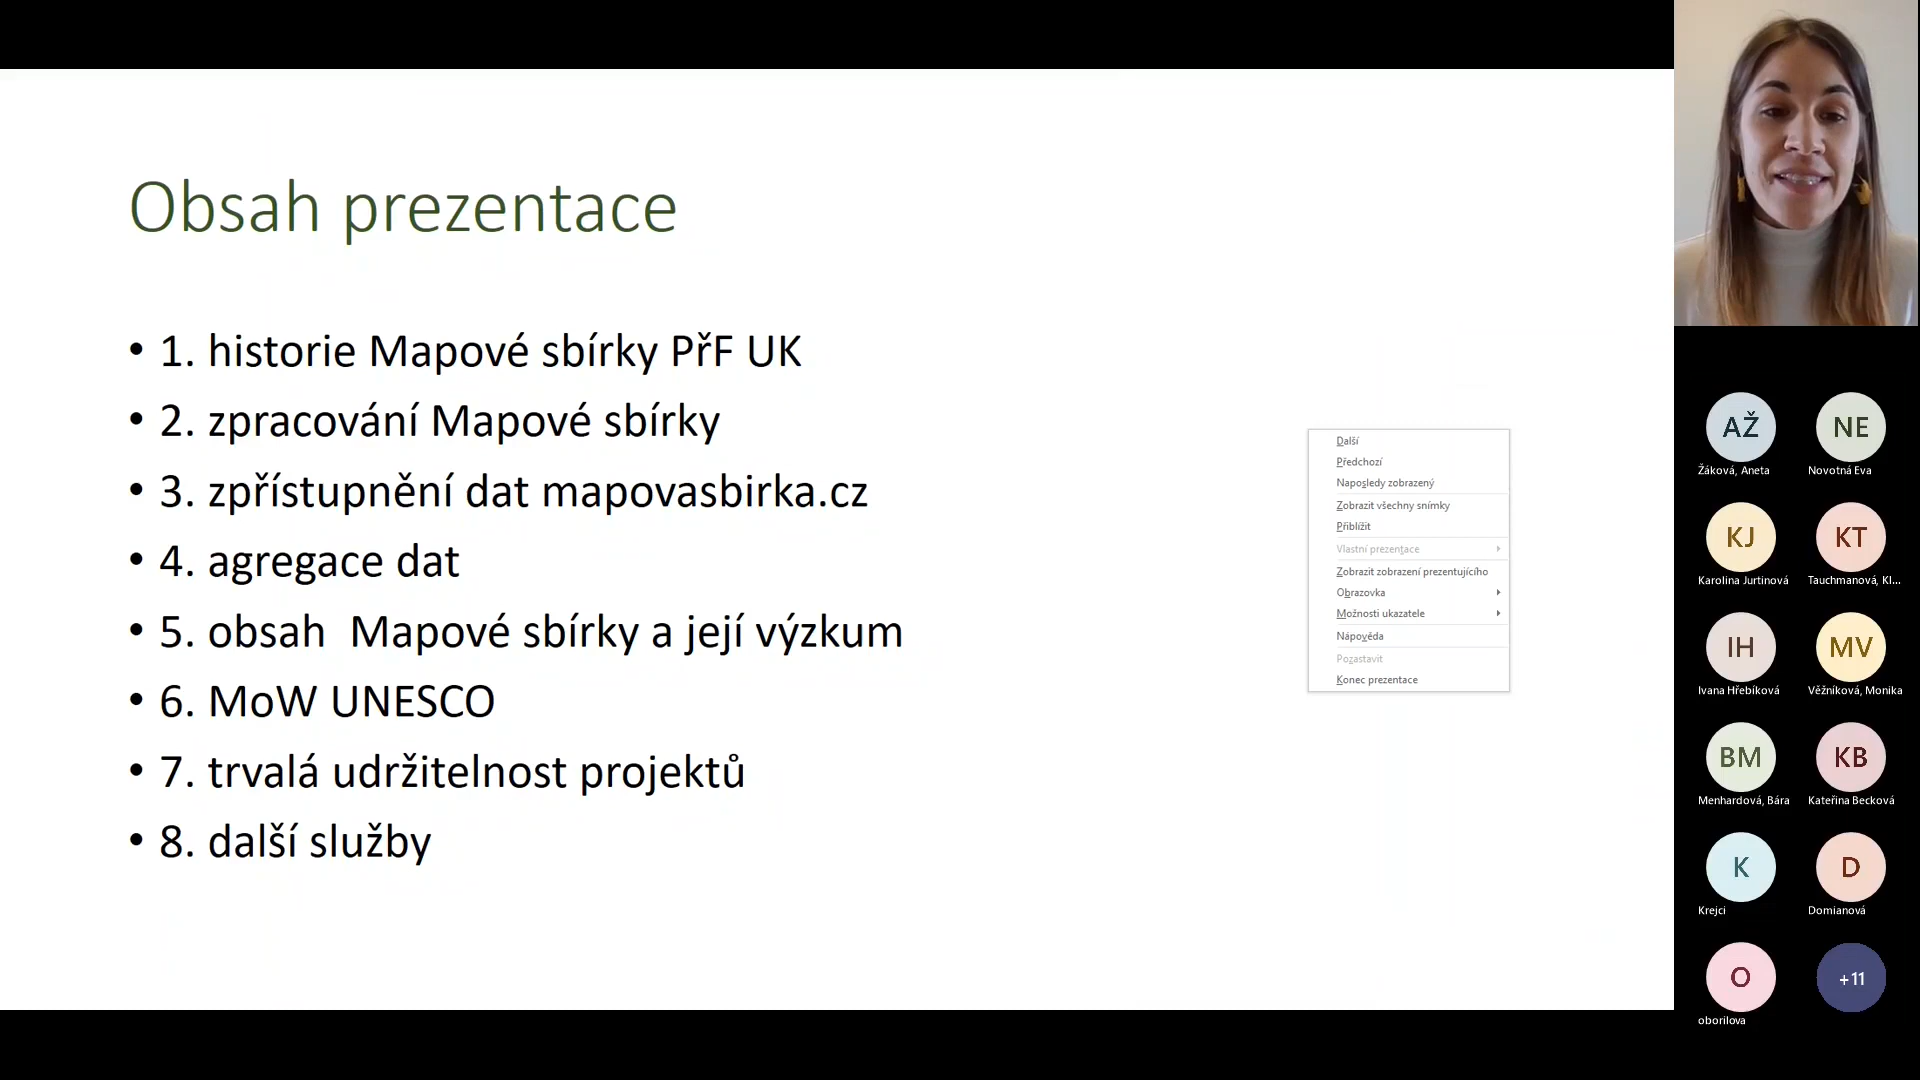 Obsah prezentace
• 1. historie Mapové sbírky PřF UK
• 2. zpracování Mapové sbírky
• 3. zpřístupnění dat mapovasbirka.cz
• 4. agregace dat
• 5. obsah  Mapové sbírky a její výzkum
• 6. MoW UNESCO
• 7. trvalá udržitelnost projektů
• 8. další služby
Další
Předchozí
Naposledy zobrazený
Zobrazit všechny snímky
Přiblížit
Vlastní prezentace
Zobrazit zobrazení prezentujícího
Obrazovka
Možnosti ukazatele
Nápověda
Pozastavit
Konec prezentace
AŽ NE
Žáková, Aneta Novotná Eva
KJ KT
Karolina Jurtinová Tauchmanová, Kl...
IH MV
Ivana Hřebíková Věžníková, Monika
BM KB
Menhardová, Bára Kateřina Becková
K D
Krejci Domianová
O +11
oborilova